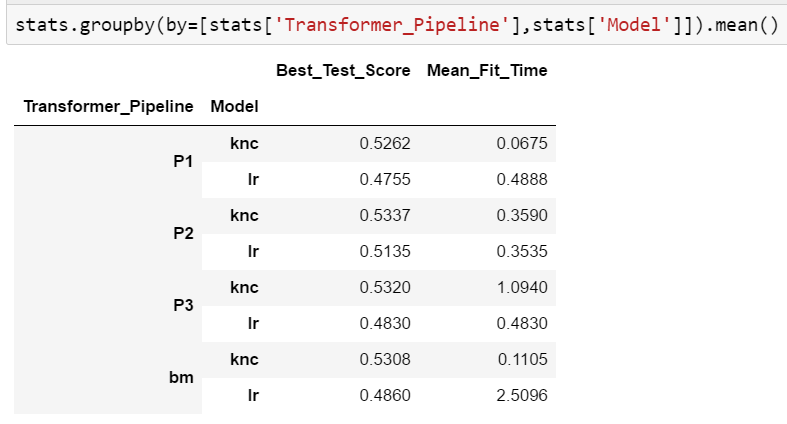 stats.groupby(by=[stats['Transformer_Pipeline'],stats['Model']]).mean()
Best_Test_Score Mean_Fit_Time
Transformer_Pipeline Model
P1 knc 0.5262 0.0675
lr 0.4755 0.4888
P2 knc 0.5337 0.3590
lr 0.5135 0.3535
P3 knc 0.5320 1.0940
lr 0.4830 0.4830
bm knc 0.5308 0.1105
lr 0.4860 2.5096